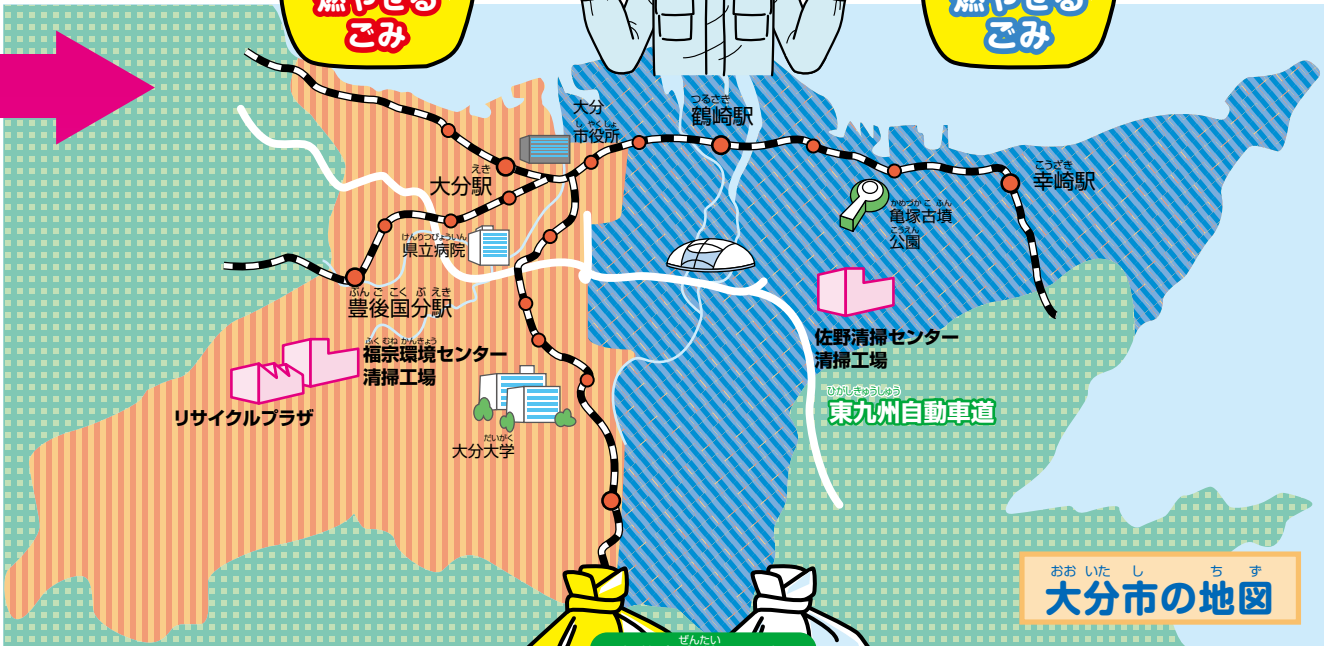 燃やせる
ごみ
燃やせる
ごみ
大分
しやくしょ
市役所
つるさき
鶴崎駅
えき
大分駅
こうざき
幸崎駅
かめづかこふん
亀塚古墳
こうえん
公園
けんりつびょういん
県立病院
ぶんごこくぶえき
豊後国分駅
ふくむねかんきょう
福宗環境センター
清掃工場
リサイクルプラザ
佐野清掃センター
清掃工場
ひがしきゅうしゅう
東九州自動車道
だいがく
大分大学
おおいたし ちず
大分市の地図
ぜんたい